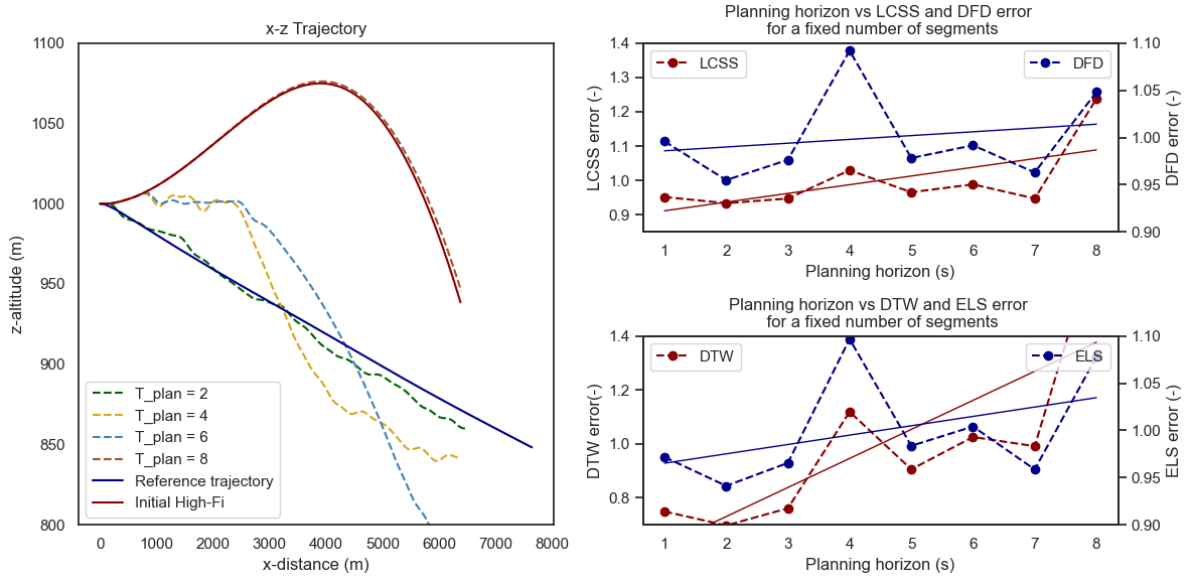 x-z Trajectory
1100
1050
1000
950
900
850
800
z-altitude (m)
T_plan = 2
T_plan = 4
T_plan = 6
T_plan = 8
Reference trajectory
Initial High-Fi
0
1000
2000
3000
4000
5000
6000
7000
8000
x-distance (m)
Planning horizon vs LCSS and DFD error
for a fixed number of segments
1.4
1.3
1.2
1.1
1.0
0.9
LCSS error (-)
LCSS
DFD
1.10
1.05
1.00
0.95
0.90
DFD error (-)
1
2
3
4
5
6
7
8
Planning horizon (s)
Planning horizon vs DTW and ELS error
for a fixed number of segments
1.4
1.2
1.0
0.8
DTW error(-)
DTW
ELS
1.10
1.05
1.00
0.95
0.90
ELS error (-)
1
2
3
4
5
6
7
8
Planning horizon (s)